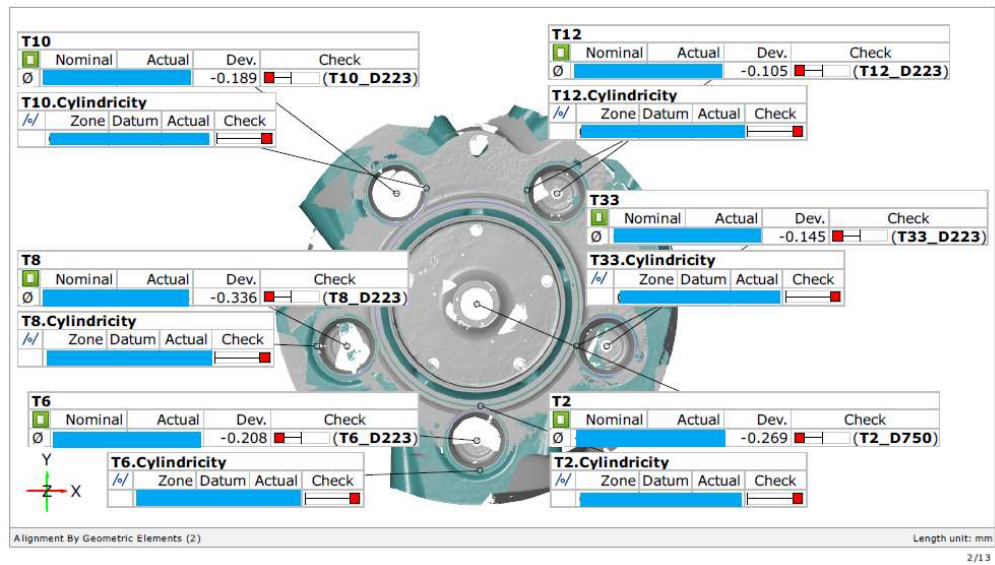 T10
Nominal Actual Dev. Check
Ø -0.189 (T10_D223)
T10.Cylindricity
/o/ Zone Datum Actual Check
T12
Nominal Actual Dev. Check
Ø -0.105 (T12_D223)
T12.Cylindricity
/o/ Zone Datum Actual Check
T33
Nominal Actual Dev. Check
Ø -0.145 (T33_D223)
T33.Cylindricity
/o/ Zone Datum Actual Check
T8
Nominal Actual Dev. Check
Ø -0.336 (T8_D223)
T8.Cylindricity
/o/ Zone Datum Actual Check
T6
Nominal Actual Dev. Check
Ø -0.208 (T6_D223)
T6.Cylindricity
/o/ Zone Datum Actual Check
T2
Nominal Actual Dev. Check
Ø -0.269 (T2_D750)
T2.Cylindricity
/o/ Zone Datum Actual Check
Y
Z X
Alignment By Geometric Elements (2) Length unit: mm
2/13